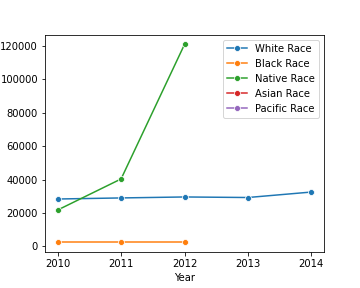 120000
100000
80000
60000
40000
20000
0
White Race
Black Race
Native Race
Asian Race
Pacific Race
2010 2011 2012 2013 2014
Year